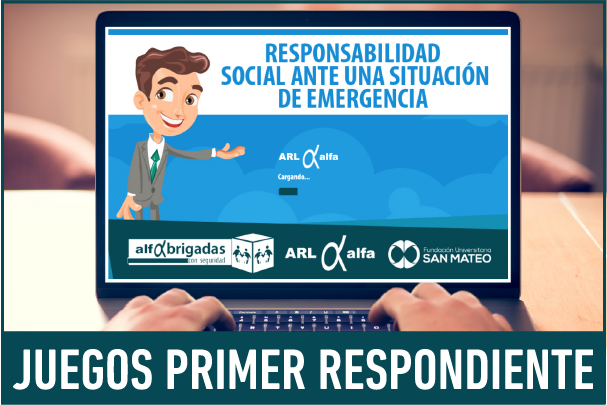 RESPONSABILIDAD
SOCIAL ANTE UNA SITUACIÓN
DE EMERGENCIA
ARL alfa
Cargando...
alfabrigadas
con seguridad
ARL alfa
Fundación Universitaria
SAN MATEO
JUEGOS PRIMER RESPONDIENTE